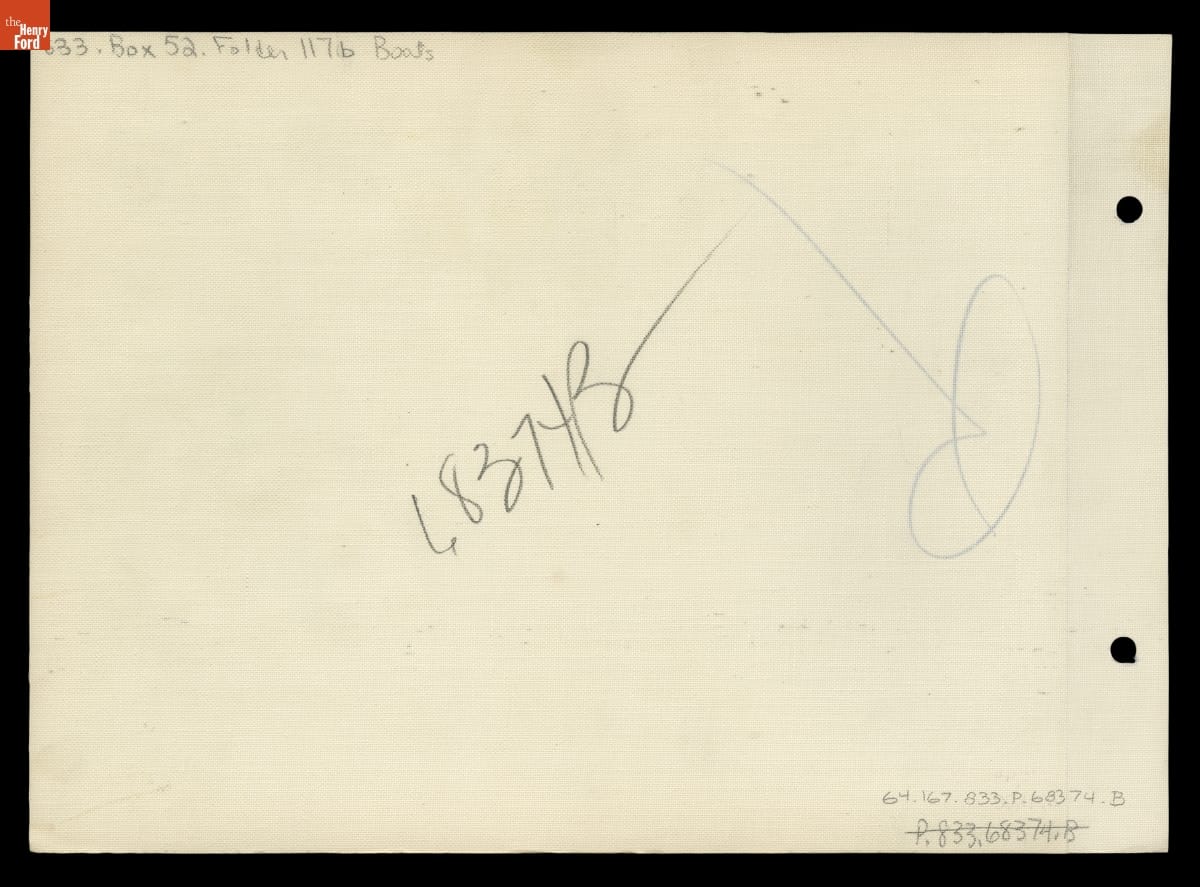 the
Henry
Ford
833. Box 52. Folder 117b Boats
68374B
64.167.833.P.68374.B
P.833.68374.B